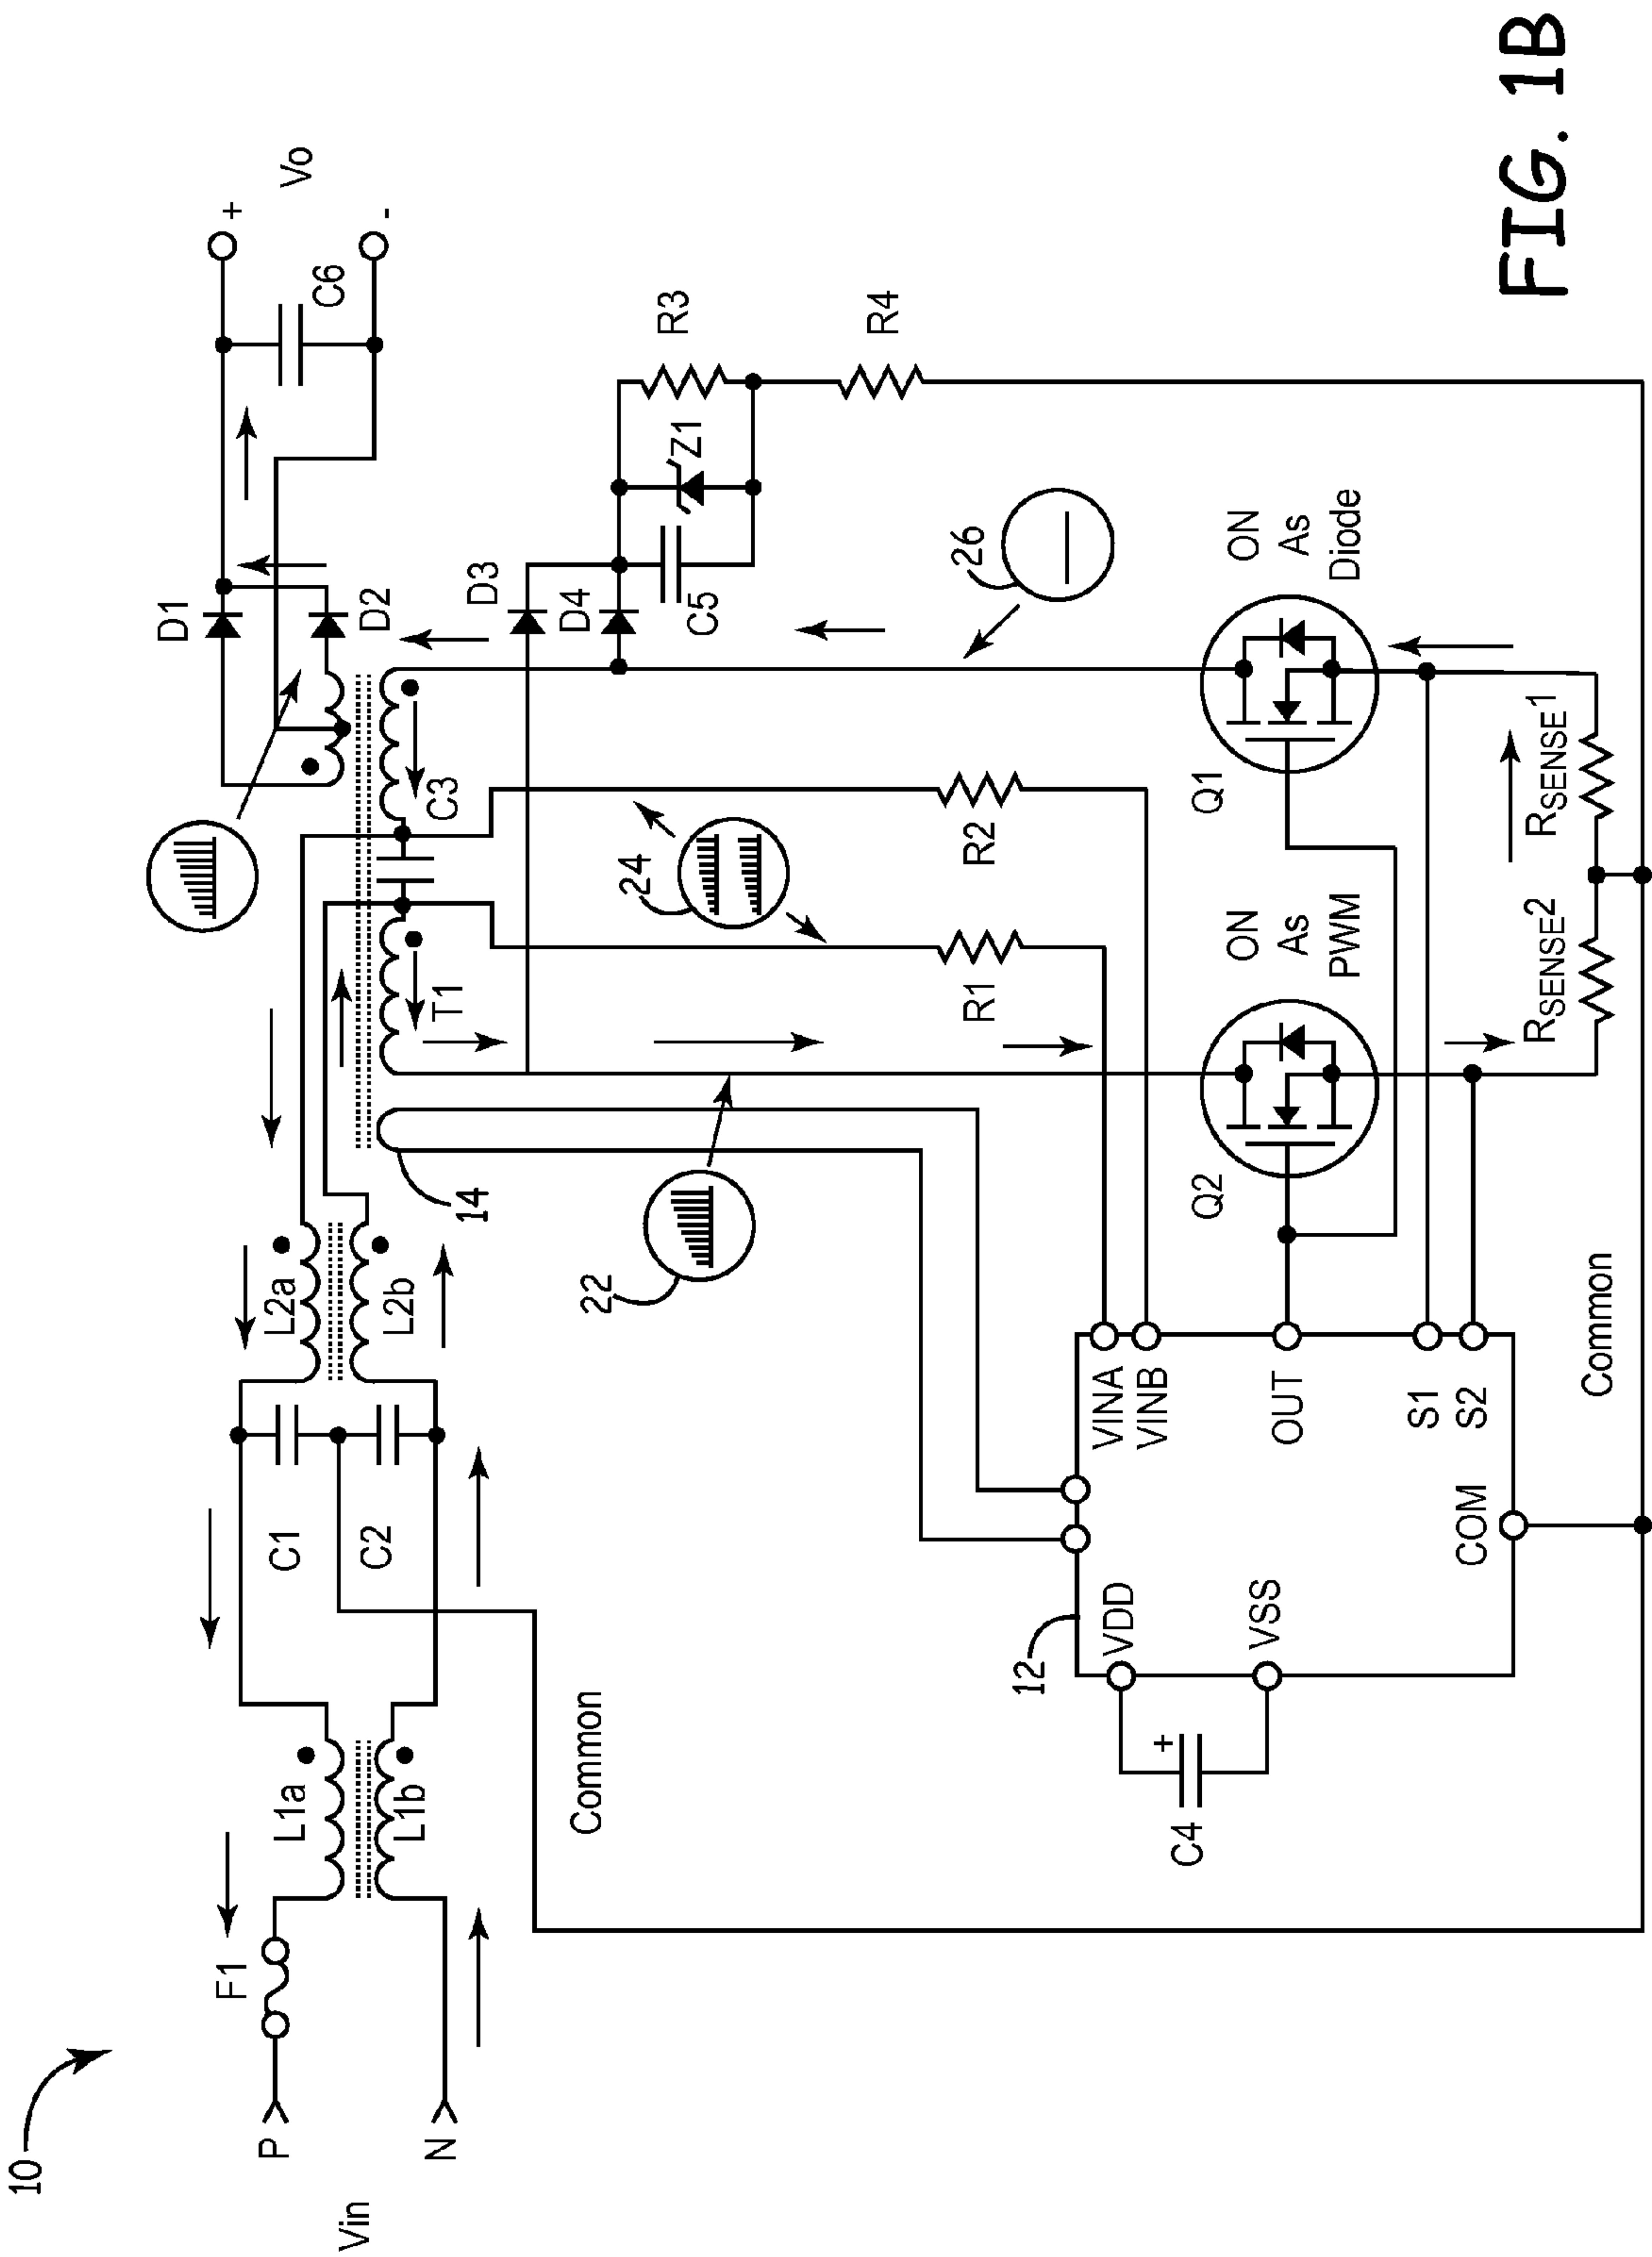 10
Vin
P
N
F1
L1a
L1b
C1
C2
L2a
L2b
Common
14
T1
C3
D1
D2
+
-
Vo
C6
D3
D4
C5
Z1
R3
R4
22
24
26
R1
R2
Q2
ON
As
PWM
Q1
ON
As
Diode
RSENSE2
RSENSE1
12
VDD
VSS
C4
+
VINA
VINB
OUT
S1
S2
COM
Common
FIG. 1B